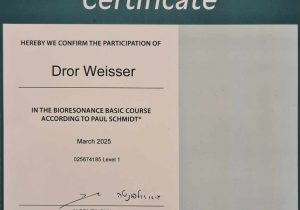 Certificate
HEREBY WE CONFIRM THE PARTICIPATION OF
Dror Weisser
IN THE BIORESONANCE BASIC COURSE
ACCORDING TO PAUL SCHMIDT®
March 2025
025674185 Level 1